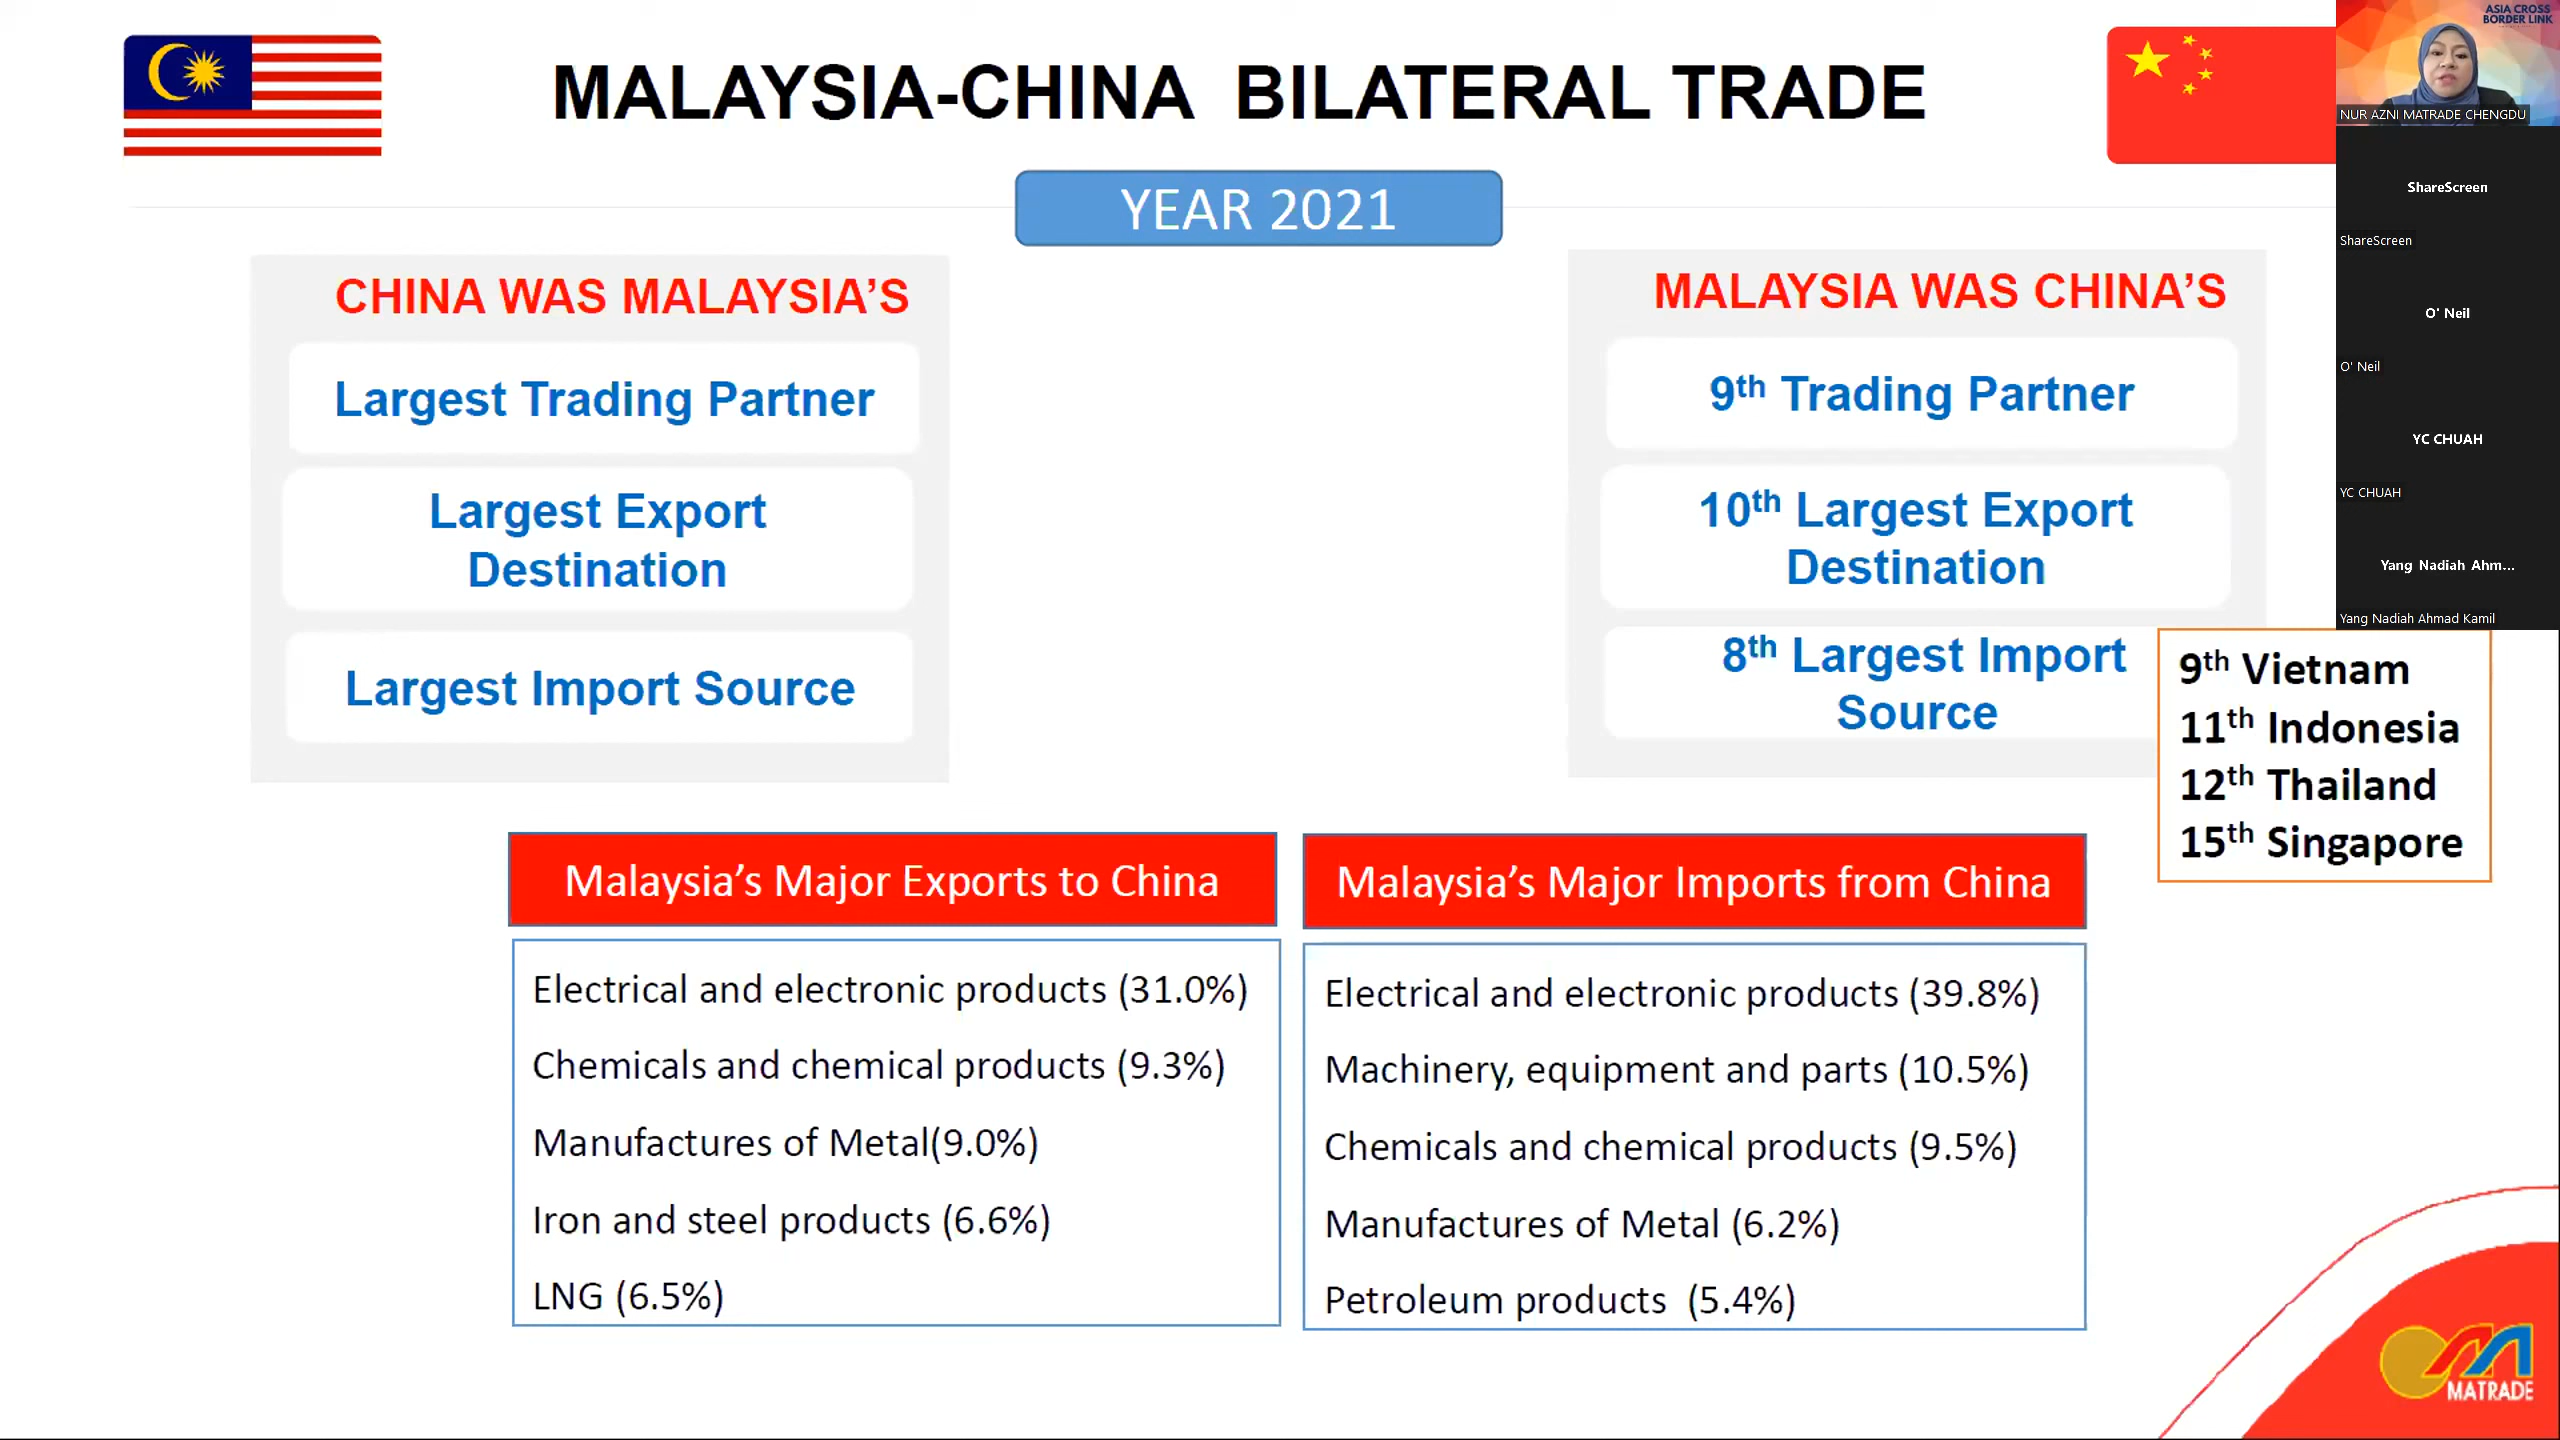 MALAYSIA-CHINA BILATERAL TRADE
YEAR 2021
CHINA WAS MALAYSIA'S
Largest Trading Partner
Largest Export
Destination
Largest Import Source
MALAYSIA WAS CHINA'S
9th Trading Partner
10th Largest Export
Destination
8th Largest Import
Source
9th Vietnam
11th Indonesia
12th Thailand
15th Singapore
Malaysia's Major Exports to China
Electrical and electronic products (31.0%)
Chemicals and chemical products (9.3%)
Manufactures of Metal(9.0%)
Iron and steel products (6.6%)
LNG (6.5%)
Malaysia's Major Imports from China
Electrical and electronic products (39.8%)
Machinery, equipment and parts (10.5%)
Chemicals and chemical products (9.5%)
Manufactures of Metal (6.2%)
Petroleum products (5.4%)
MATRADE
ASIA CROSS
BORDER LINK
NUR AZNI MATRADE CHENGDU
ShareScreen
ShareScreen
O' Neil
O' Neil
YC CHUAH
YC CHUAH
Yang Nadiah Ahm...
Yang Nadiah Ahmad Kamil